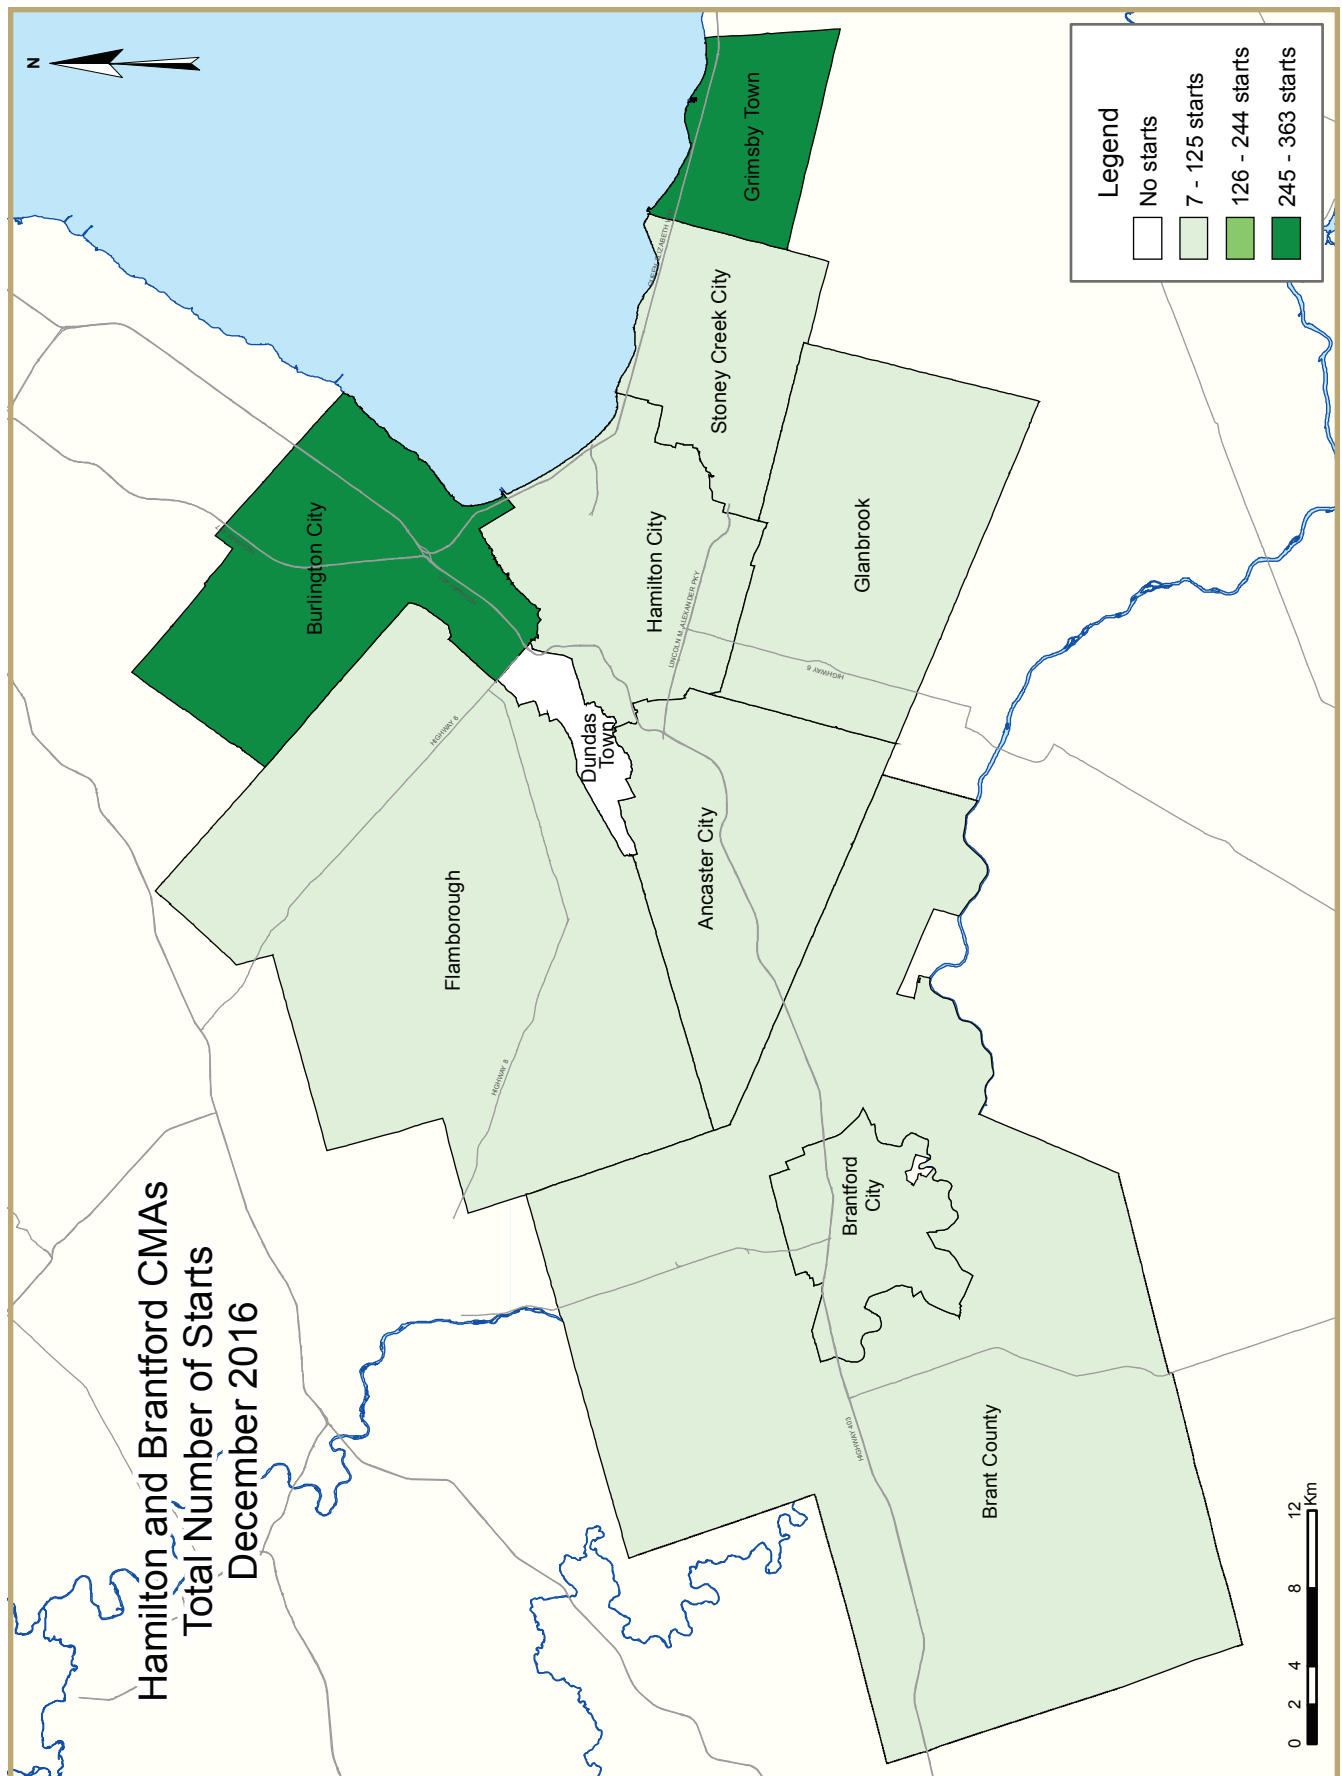 Hamilton and Brantford CMAs
Total Number of Starts
December 2016
N
Burlington City
Grimsby Town
Stoney Creek City
Hamilton City
Glanbrook
Dundas
Town
Flamborough
Ancaster City
Brantford
City
Brant County
HIGHWAY 6
HIGHWAY 8
LINCOLN M. ALEXANDER PKY
HIGHWAY 6
HIGHWAY 403
Legend
No starts
7 - 125 starts
126 - 244 starts
245 - 363 starts
0 2 4 8 12
Km